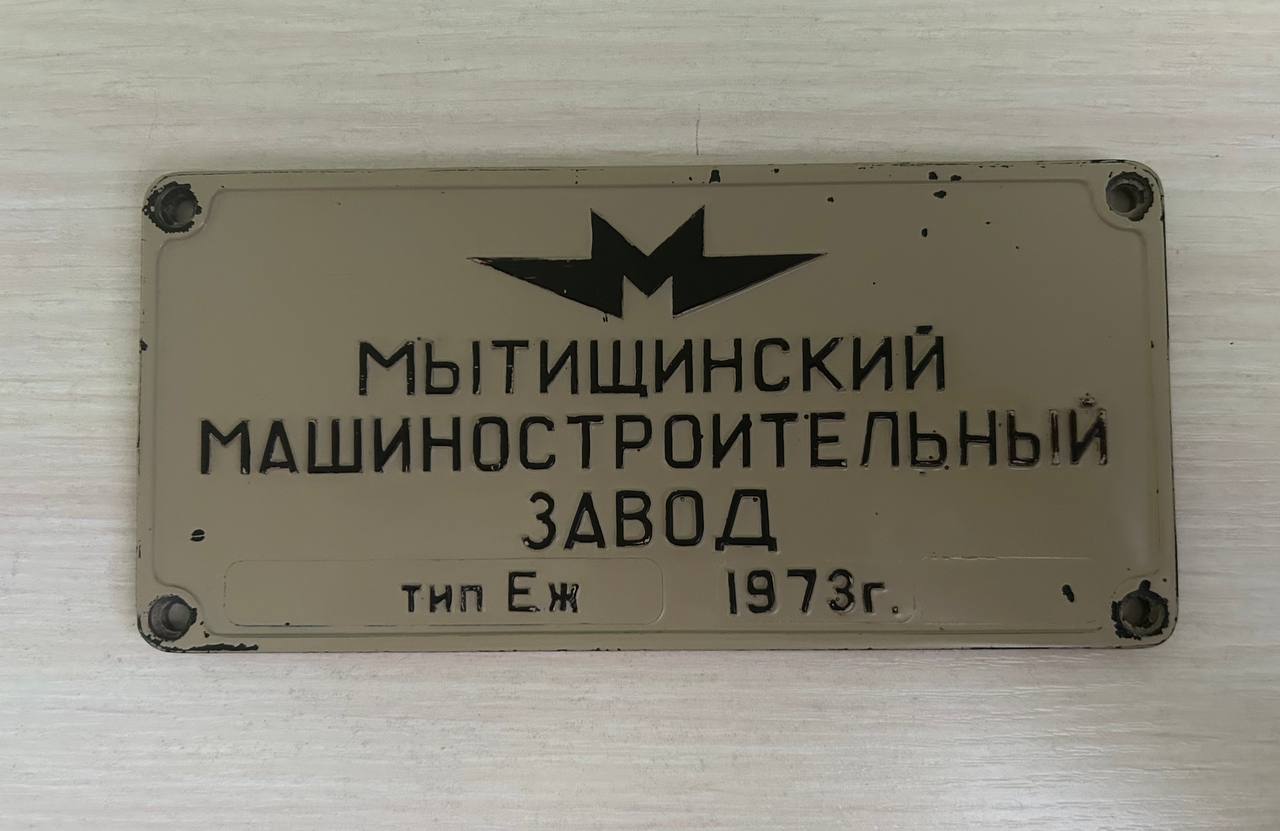 МЫТИЩИНСКИЙ
МАШИНОСТРОИТЕЛЬНЫЙ
ЗАВОД
тип Еж 1973г.